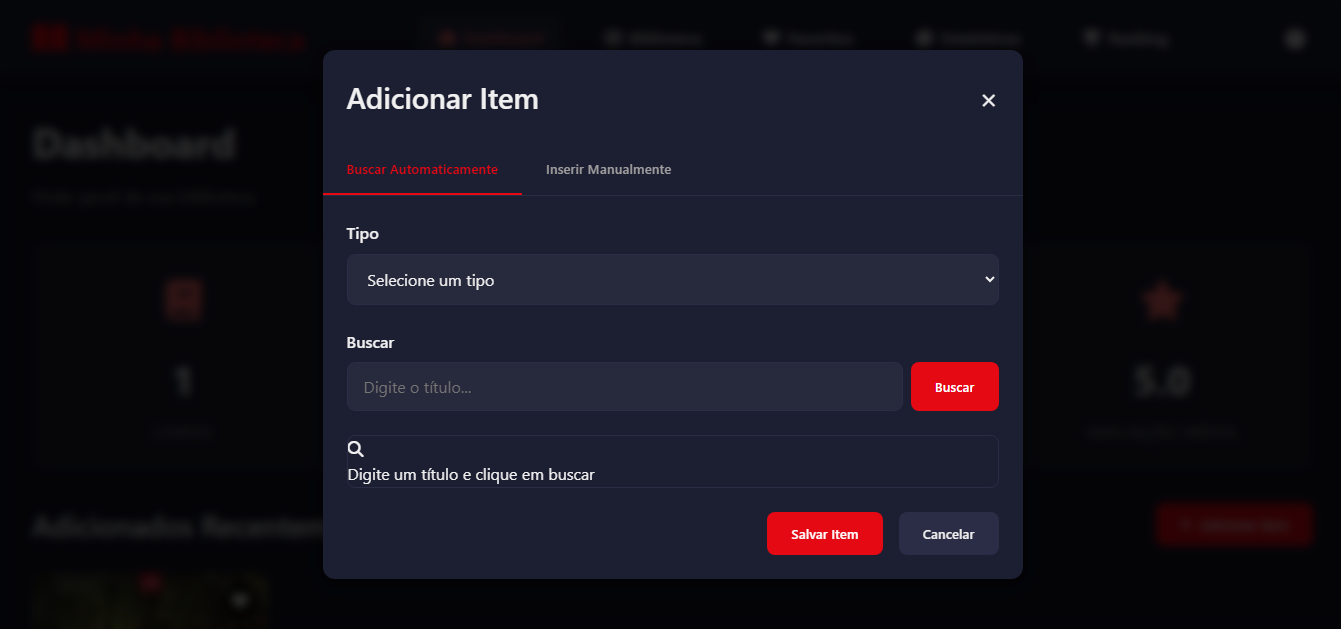 Minha Biblioteca
Dashboard
Adicionar Item
×
Buscar Automaticamente
Inserir Manualmente
Tipo
Selecione um tipo
Buscar
Digite o título...
Buscar
Digite um título e clique em buscar
Salvar Item
Cancelar
1
5.0
Adicionados Recentem